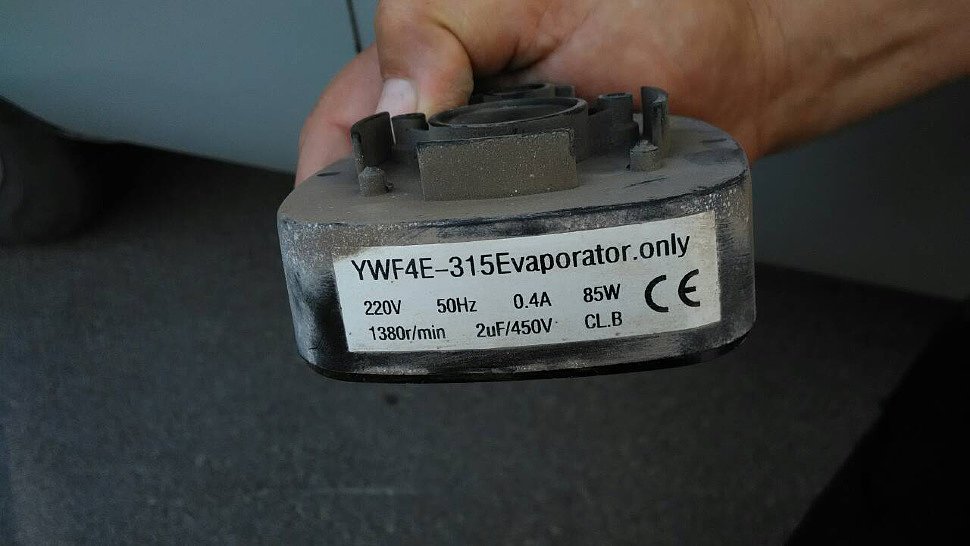 YWF4E-315Evaporator.only
220V 50Hz 0.4A 85W CE
1380r/min 2uF/450V CL.B